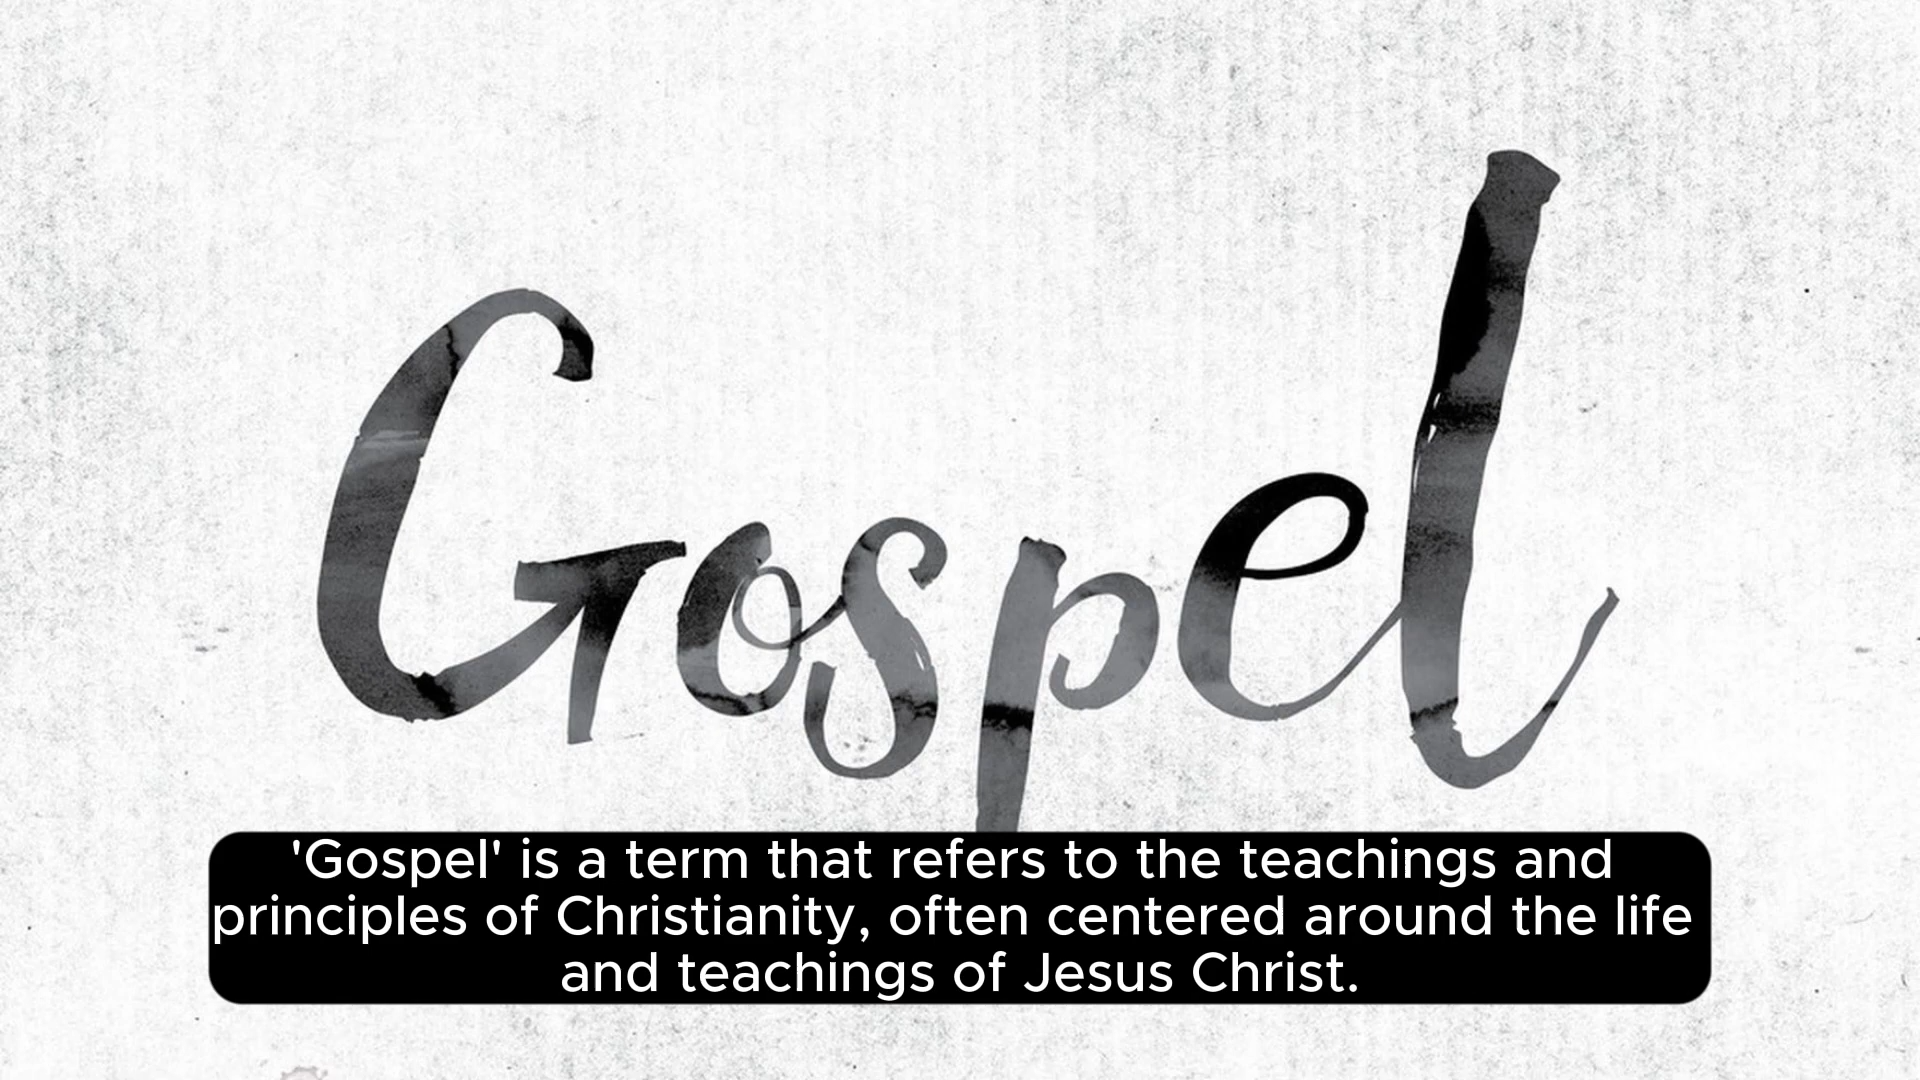 Gospel
'Gospel' is a term that refers to the teachings and
principles of Christianity, often centered around the life
and teachings of Jesus Christ.